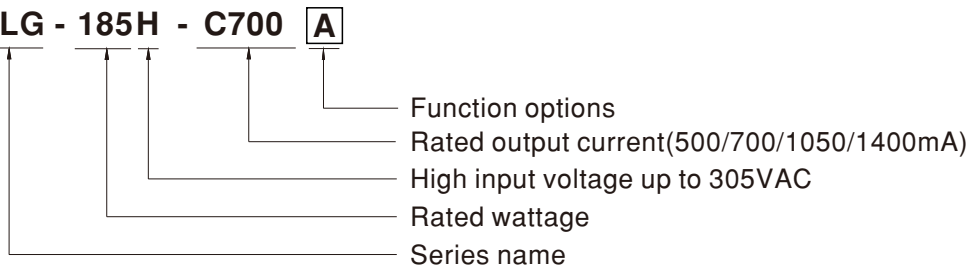 LG - 185H - C700 A
Function options
Rated output current(500/700/1050/1400mA)
High input voltage up to 305VAC
Rated wattage
Series name